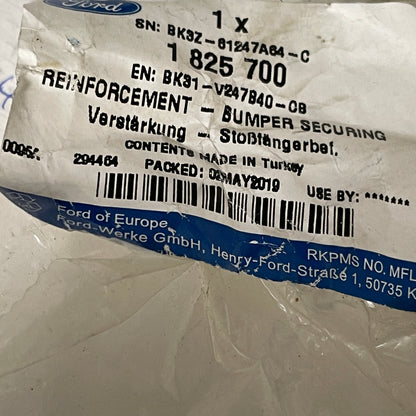 Ford
1 x
SN: BK3Z-61247A64-C
1 825 700
EN: BK31-V247B40-CB
REINFORCEMENT - BUMPER SECURING
Verstärkung - Stoßfängerbef.
CONTENTS MADE IN Turkey
294464 PACKED: 02MAY2019 USE BY: *******
Ford of Europe
Ford-Werke GmbH, Henry-Ford-Straße 1, 50735 K
RKPMS NO. MFL